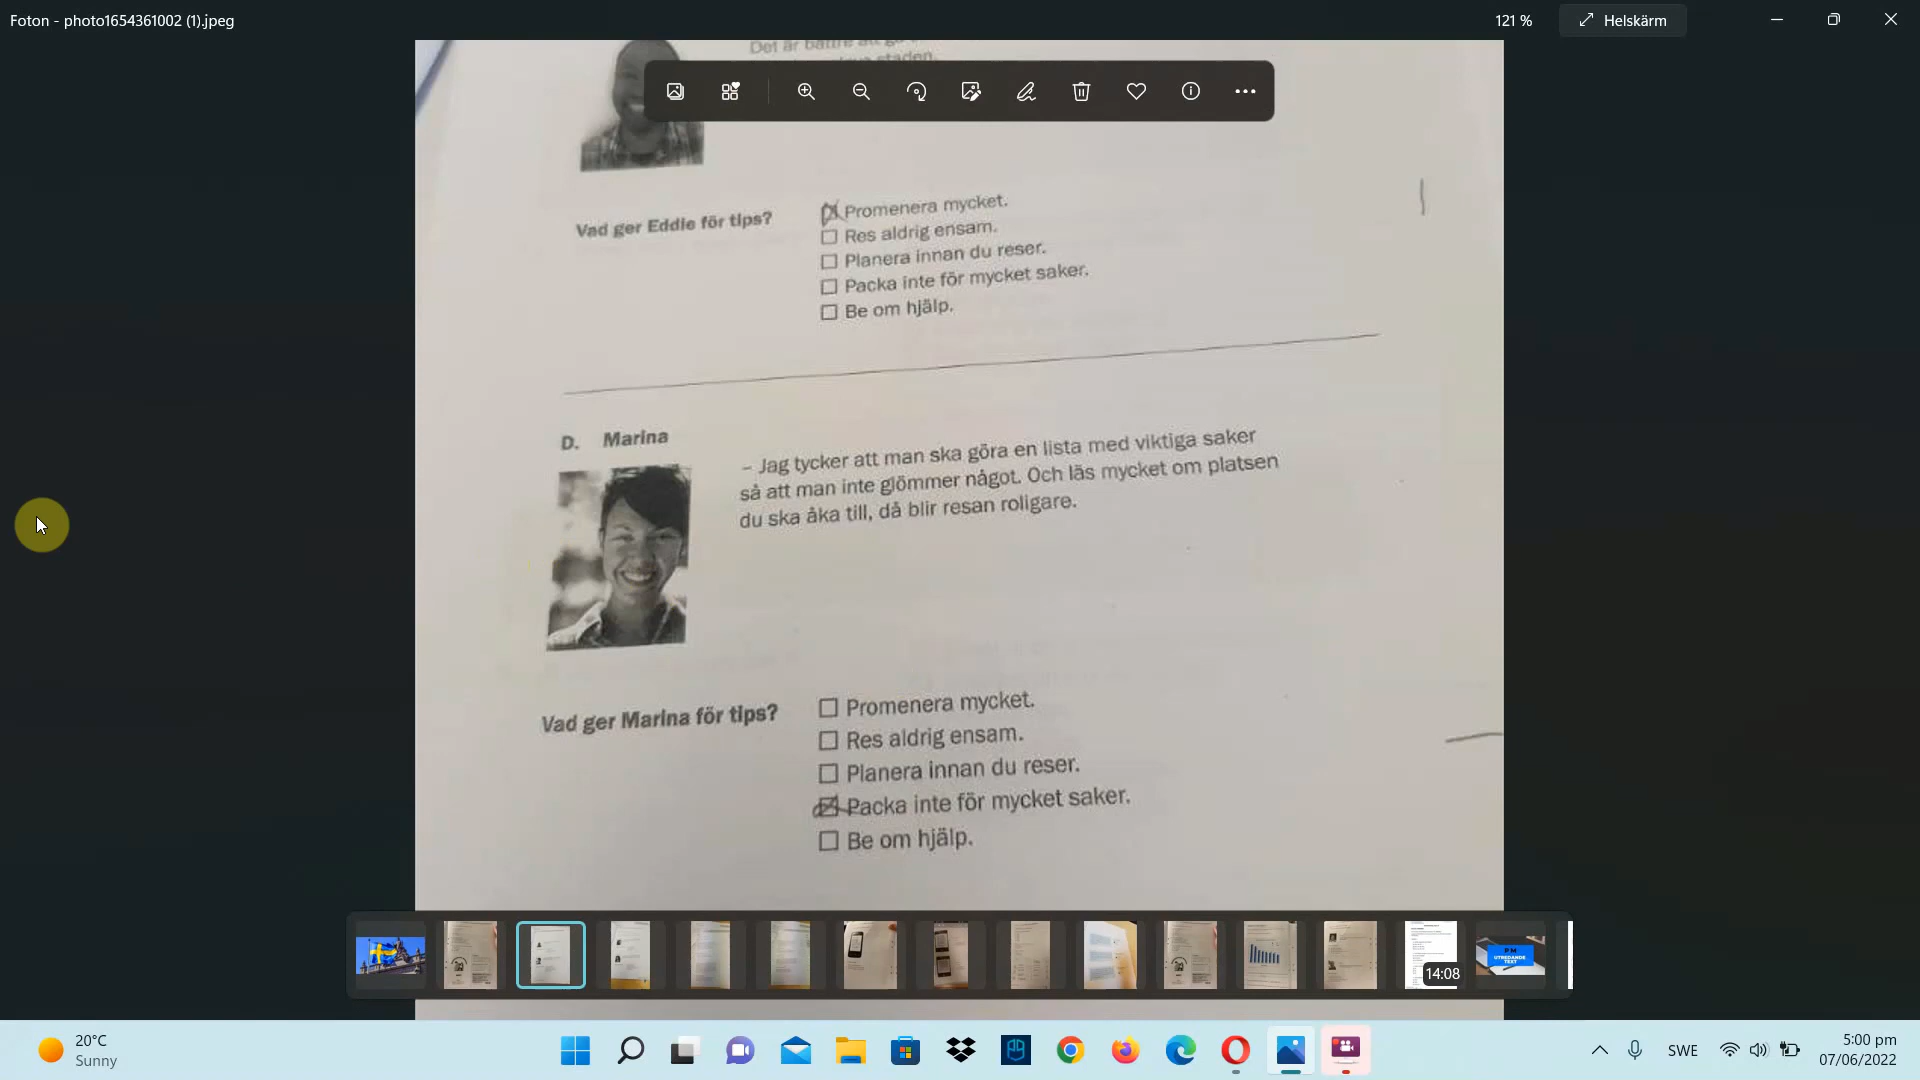 Foton - photo1654361002 (1).jpeg
121 %
Helskärm
staden.
Vad ger Eddie för tips?
Promenera mycket.
Res aldrig ensam.
Planera innan du reser.
Packa inte för mycket saker.
Be om hjälp.
D. Marina
– Jag tycker att man ska göra en lista med viktiga saker
så att man inte glömmer något. Och läs mycket om platsen
du ska åka till, då blir resan roligare.
Vad ger Marina för tips?
Promenera mycket.
Res aldrig ensam.
Planera innan du reser.
Packa inte för mycket saker.
Be om hjälp.
PM
UTREDANDE
TEXT
14:08
20°C
Sunny
SWE
5:00 pm
07/06/2022